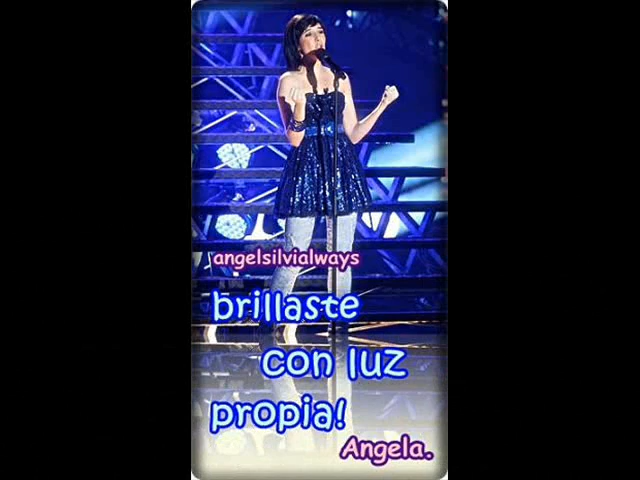 angelsilvialways
brillaste
con luz
propia!
Angela.